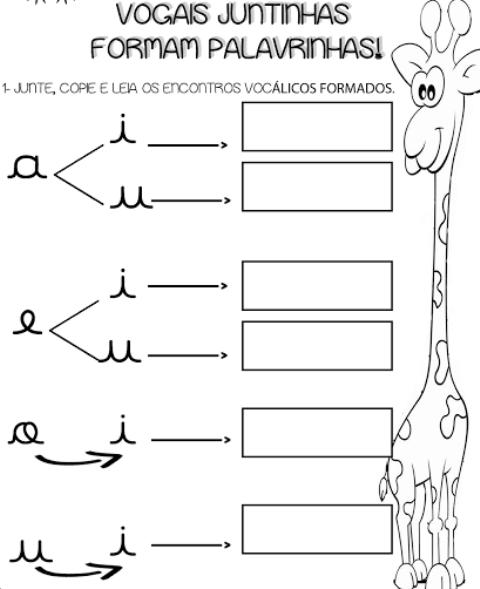 VOGAIS JUNTINHAS
FORMAM PALAVRINHAS!
1- JUNTE, COPIE E LEIA OS ENCONTROS VOCÁLICOS FORMADOS.
i
a
u
i
e
u
o i
u i